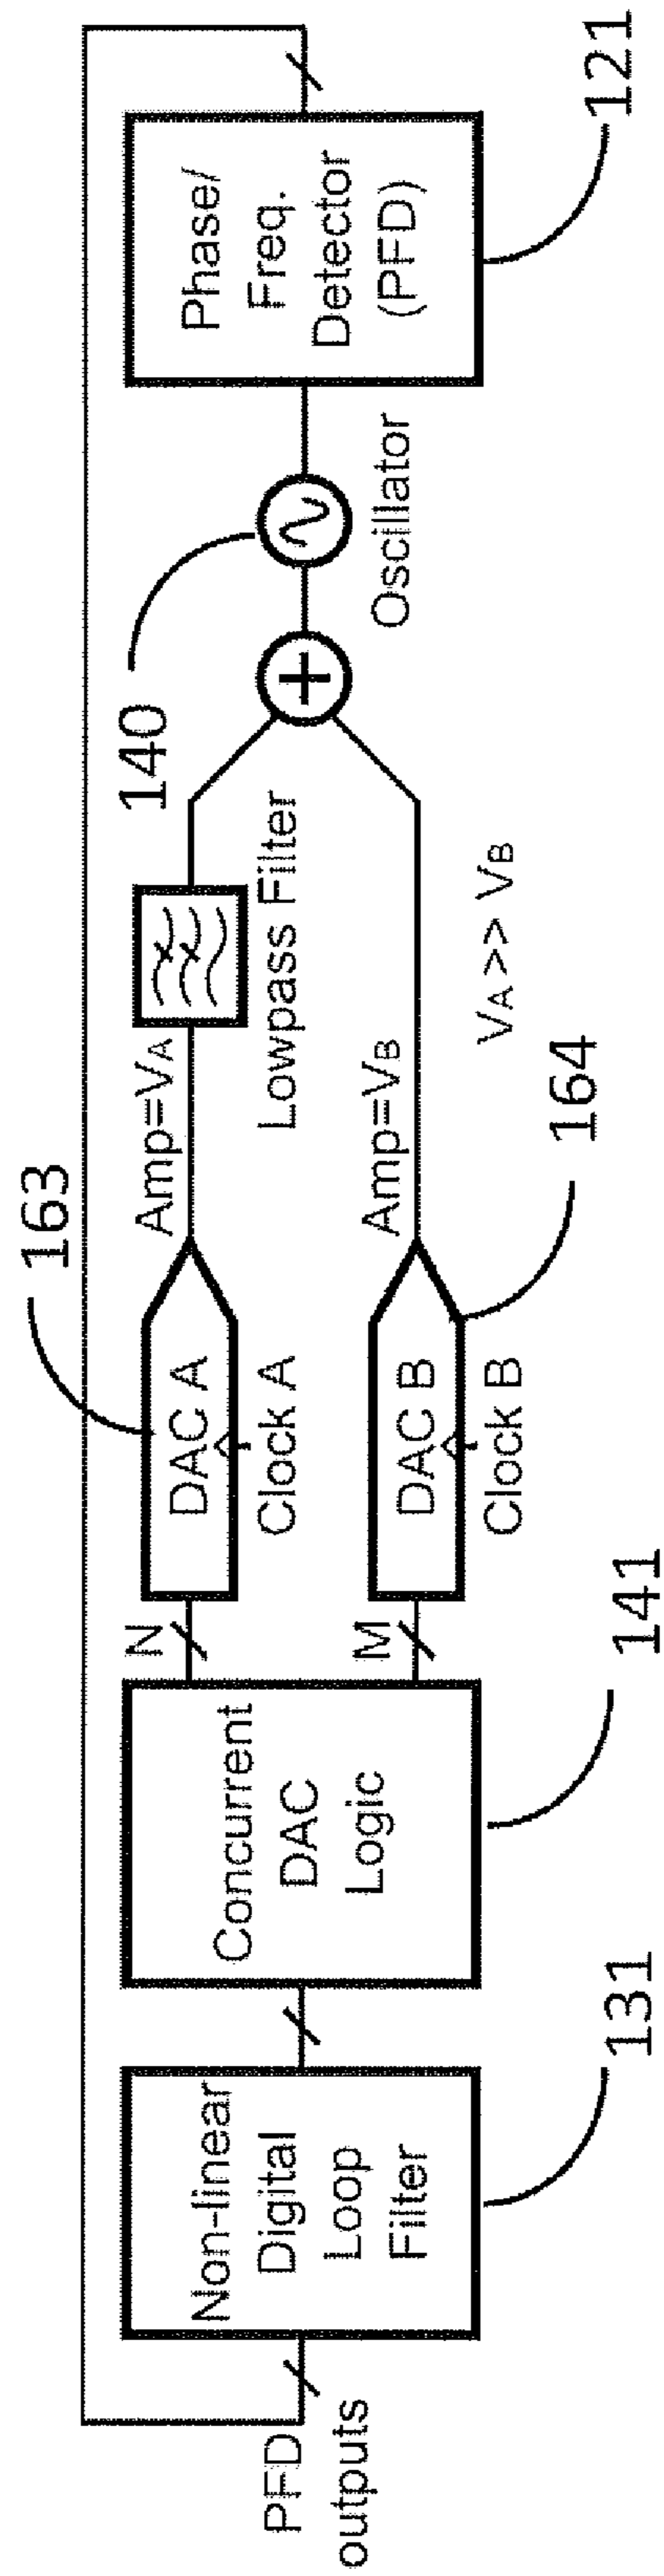 PFD
outputs
Non-linear
Digital
Loop
Filter
131
Concurrent
DAC
Logic
141
N
M
DAC A
Clock A
163
DAC B
Clock B
164
Amp=VA
Amp=VB
Lowpass Filter
VA >> VB
140
Oscillator
Phase/
Freq.
Detector
(PFD)
121